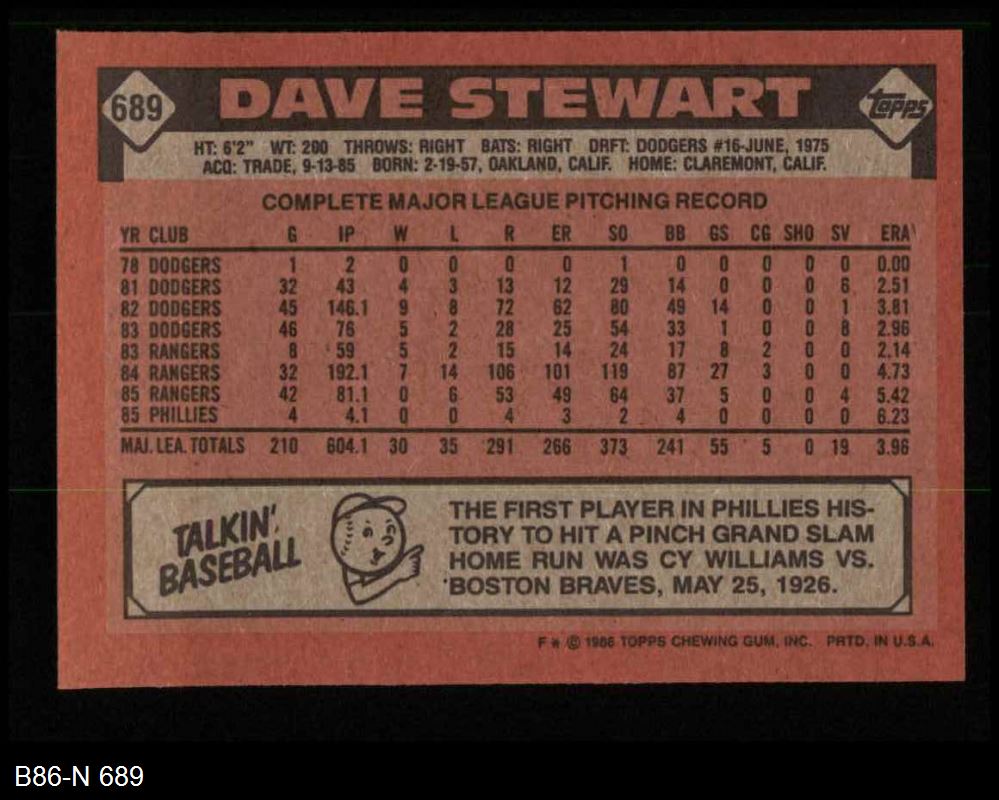 689 DAVE STEWART Topps
HT: 6'2" WT: 200 THROWS: RIGHT BATS: RIGHT DRFT: DODGERS #16-JUNE, 1975
ACQ: TRADE, 9-13-85 BORN: 2-19-57, OAKLAND, CALIF. HOME: CLAREMONT, CALIF.
COMPLETE MAJOR LEAGUE PITCHING RECORD
YR CLUB G IP W L R ER SO BB GS CG SHO SV ERA
78 DODGERS 1 2 0 0 0 0 1 0 0 0 0 0 0.00
81 DODGERS 32 43 4 3 13 12 29 14 0 0 0 6 2.51
82 DODGERS 45 146.1 9 8 72 62 80 49 14 0 0 1 3.81
83 DODGERS 46 76 5 2 28 25 54 33 1 0 0 8 2.96
83 RANGERS 8 59 5 2 15 14 24 17 8 2 0 0 2.14
84 RANGERS 32 192.1 7 14 106 101 119 87 27 3 0 0 4.73
85 RANGERS 42 81.1 0 6 53 49 64 37 5 0 0 4 5.42
85 PHILLIES 4 4.1 0 0 4 3 2 4 0 0 0 0 6.23
MAJ. LEA. TOTALS 210 604.1 30 35 291 266 373 241 55 5 0 19 3.96
TALKIN'
BASEBALL
THE FIRST PLAYER IN PHILLIES HIS-
TORY TO HIT A PINCH GRAND SLAM
HOME RUN WAS CY WILLIAMS VS.
BOSTON BRAVES, MAY 25, 1926.
F * © 1986 TOPPS CHEWING GUM, INC. PRTD. IN U.S.A.
B86-N 689